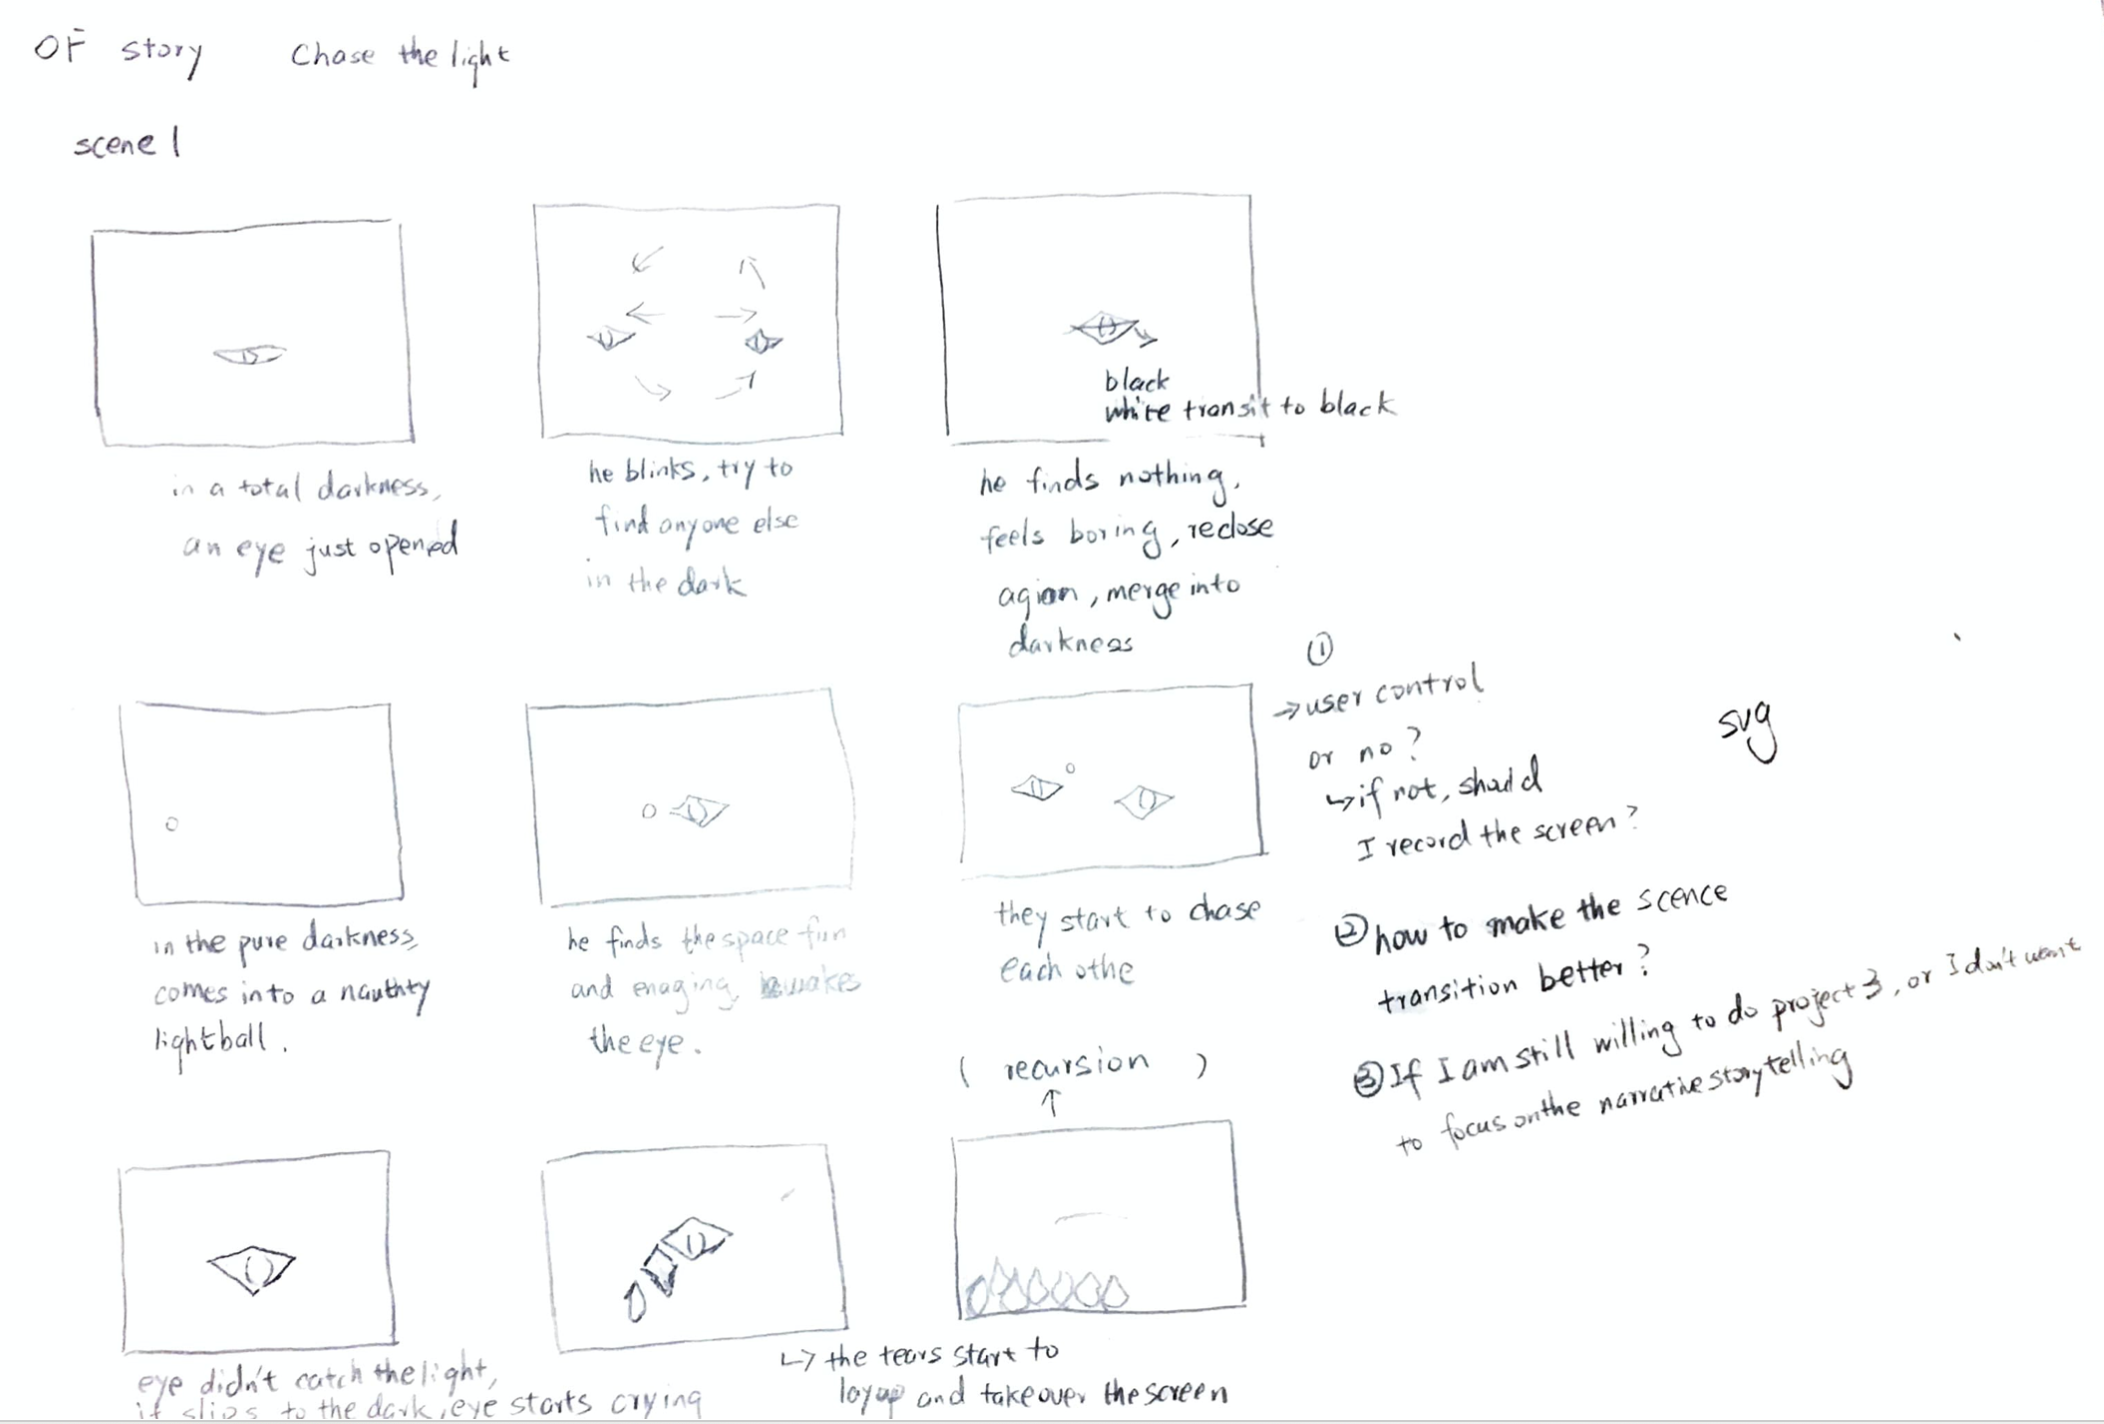 OF story    Chase the light
scene 1
in a total darkness,
an eye just opened
he blinks, try to
find anyone else
in the dark
black
white transit to black
he finds nothing,
feels boring, reclose
agian, merge into
darkness
in the pure darkness,
comes into a nauthty
lightball.
he finds the space fun
and enaging, awakes
the eye.
they start to chase
each othe
( recursion )
①
→ user control
or no?
↳ if not, should
I record the screen?
svg
② how to make the scence
transition better?
③ If I am still willing to do project 3, or I don't want
to focus on the narrative storytelling
eye didn't catch the light,
it slips to the dark, eye starts crying
↳ the tears start to
layup and takeover the screen